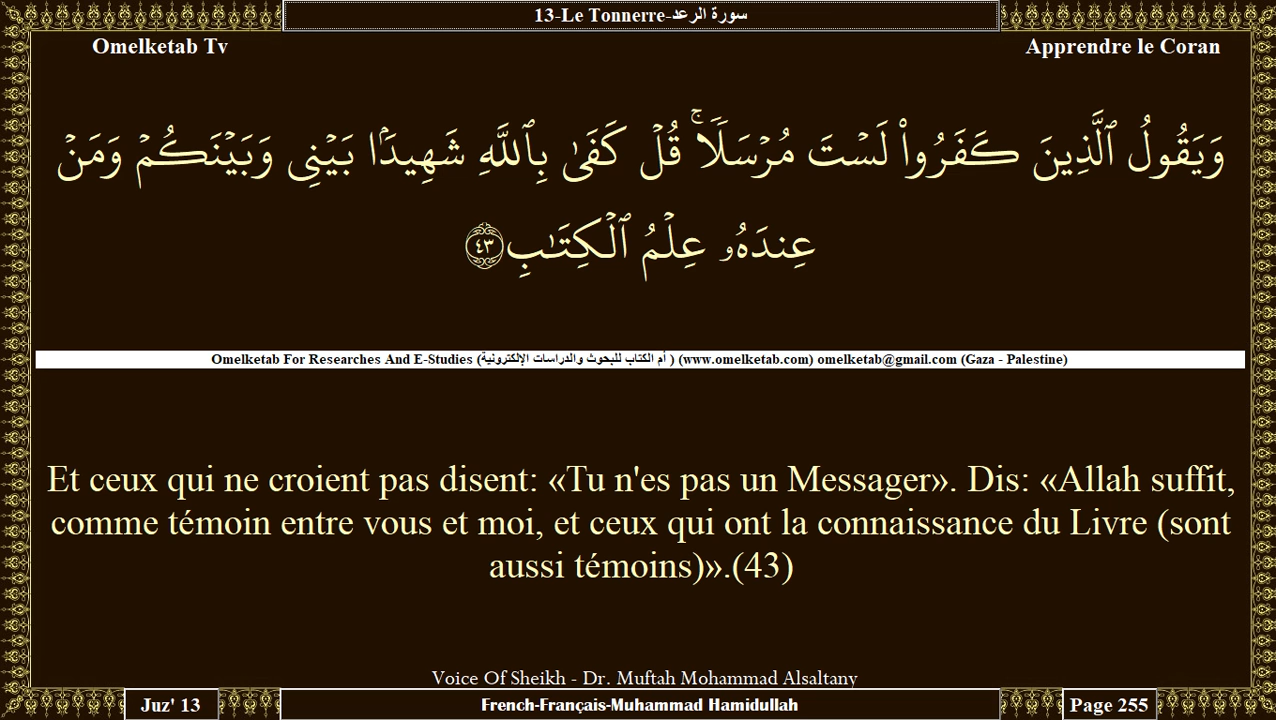 13-Le Tonnerre-سورة الرعد
Omelketab Tv
Apprendre le Coran
وَيَقُولُ ٱلَّذِينَ كَفَرُوا۟ لَسْتَ مُرْسَلًۭا ۚ قُلْ كَفَىٰ بِٱللَّهِ شَهِيدًۢا بَيْنِى وَبَيْنَكُمْ وَمَنْ
عِندَهُۥ عِلْمُ ٱلْكِتَـٰبِ ٤٣
Omelketab For Researches And E-Studies (أم الكتاب للبحوث والدراسات الإلكترونية ) (www.omelketab.com) omelketab@gmail.com (Gaza - Palestine)
Et ceux qui ne croient pas disent: «Tu n'es pas un Messager». Dis: «Allah suffit,
comme témoin entre vous et moi, et ceux qui ont la connaissance du Livre (sont
aussi témoins)».(43)
Voice Of Sheikh - Dr. Muftah Mohammad Alsaltany
Juz' 13
French-Français-Muhammad Hamidullah
Page 255